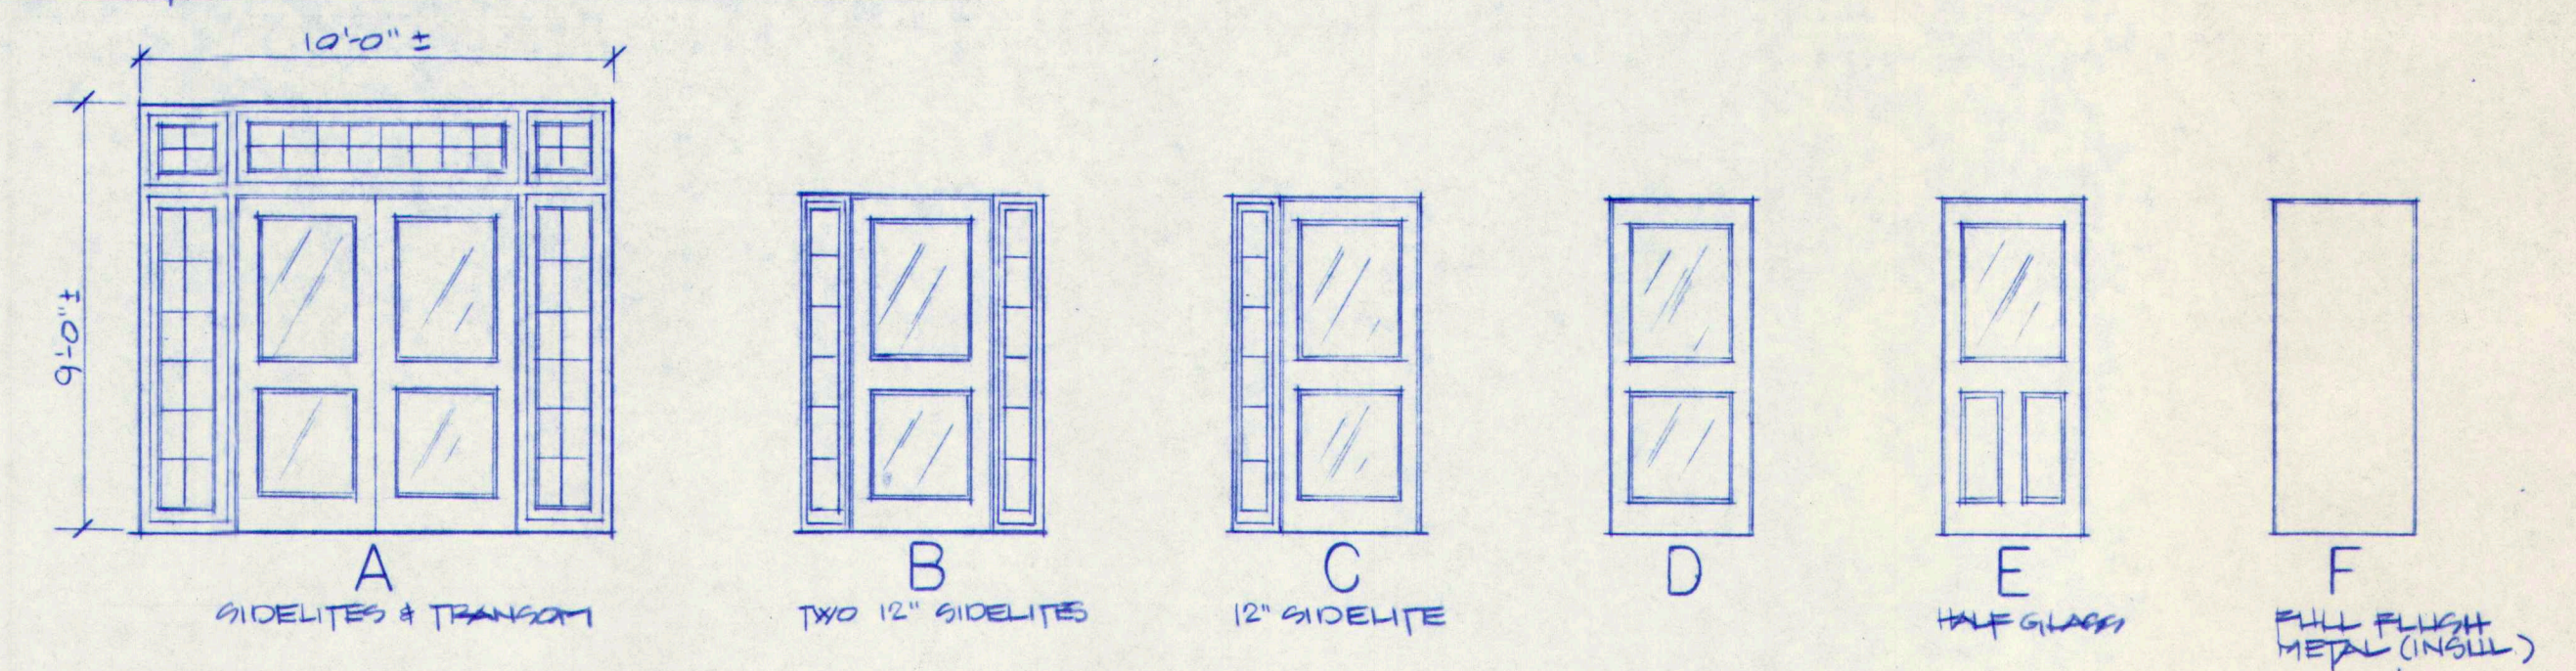 10'-0" ±
9'-0" ±
A
SIDELITES & TRANSOM
B
TWO 12" SIDELITES
C
12" SIDELITE
D
E
HALF GLASS
F
FULL FLUSH
METAL (INSUL.)